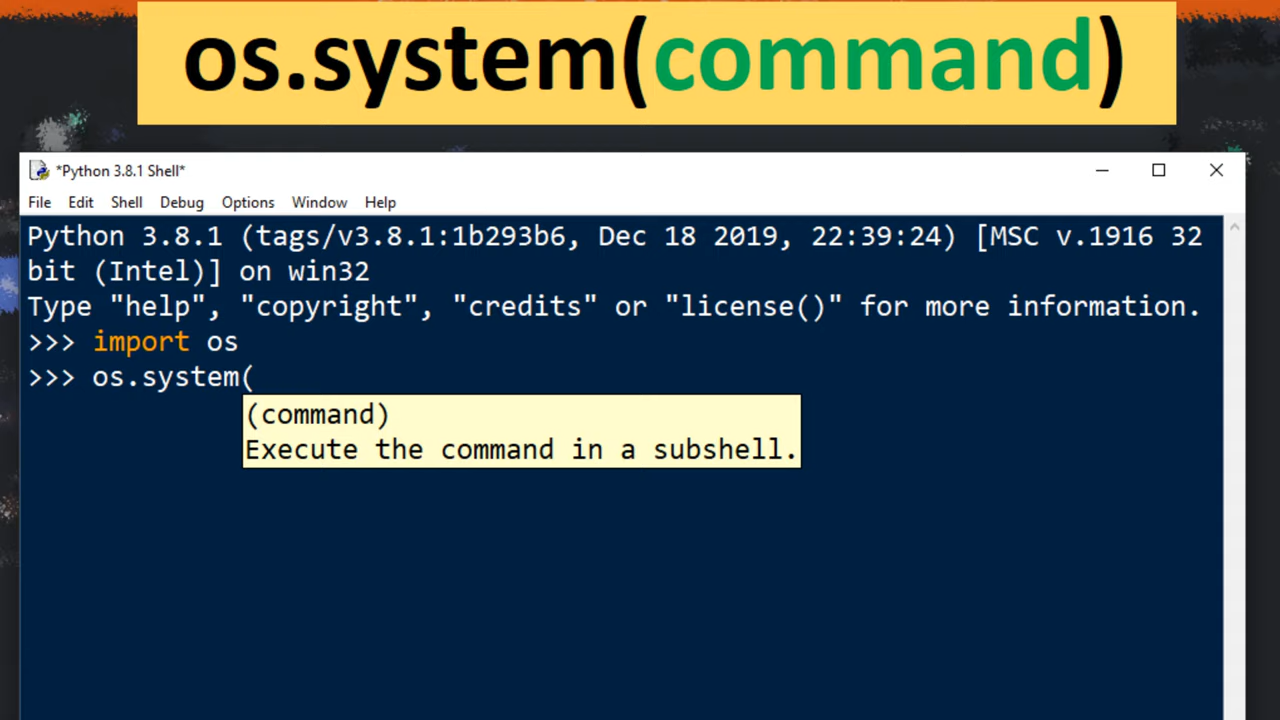 os.system(command)
*Python 3.8.1 Shell*
File Edit Shell Debug Options Window Help
Python 3.8.1 (tags/v3.8.1:1b293b6, Dec 18 2019, 22:39:24) [MSC v.1916 32
bit (Intel)] on win32
Type "help", "copyright", "credits" or "license()" for more information.
>>> import os
>>> os.system(
(command)
Execute the command in a subshell.